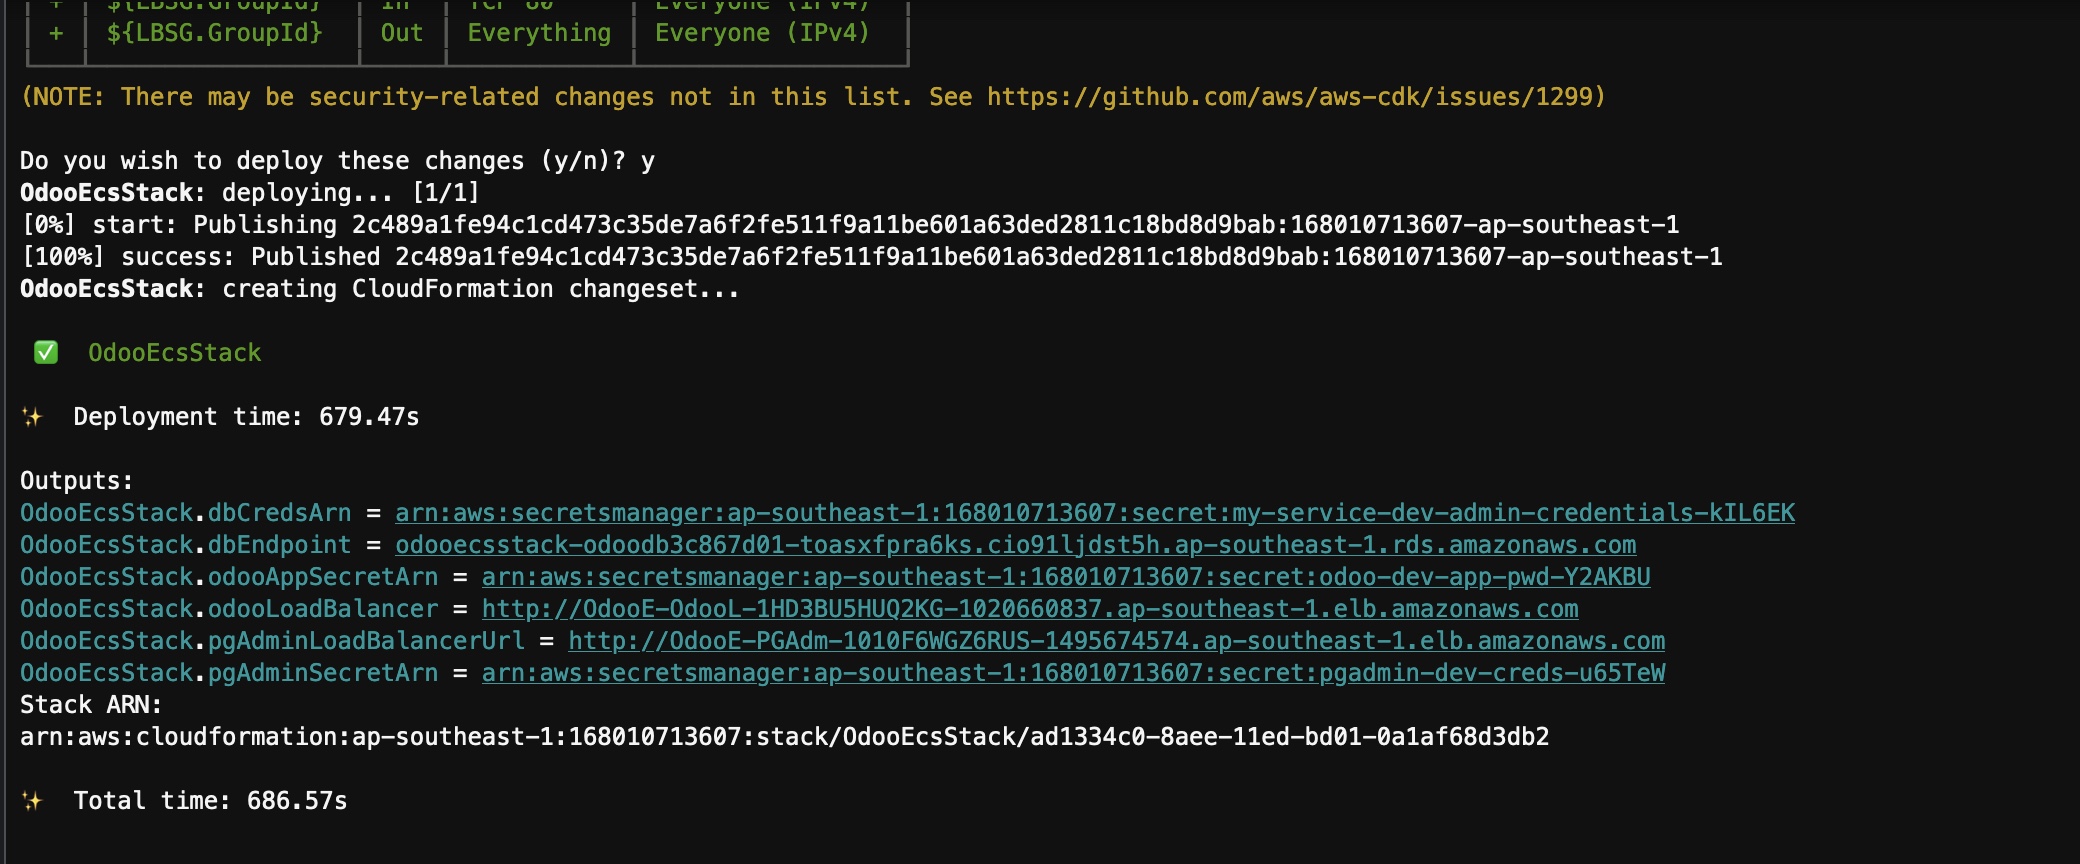 + ${LBSG.GroupId} In TCP 80 Everyone (IPv4)
+ ${LBSG.GroupId} Out Everything Everyone (IPv4)
(NOTE: There may be security-related changes not in this list. See https://github.com/aws/aws-cdk/issues/1299)
Do you wish to deploy these changes (y/n)? y
OdooEcsStack: deploying... [1/1]
[0%] start: Publishing 2c489a1fe94c1cd473c35de7a6f2fe511f9a11be601a63ded2811c18bd8d9bab:168010713607-ap-southeast-1
[100%] success: Published 2c489a1fe94c1cd473c35de7a6f2fe511f9a11be601a63ded2811c18bd8d9bab:168010713607-ap-southeast-1
OdooEcsStack: creating CloudFormation changeset...
✅ OdooEcsStack
✨ Deployment time: 679.47s
Outputs:
OdooEcsStack.dbCredsArn = arn:aws:secretsmanager:ap-southeast-1:168010713607:secret:my-service-dev-admin-credentials-kIL6EK
OdooEcsStack.dbEndpoint = odooecsstack-odoodb3c867d01-toasxfpra6ks.cio91ljdst5h.ap-southeast-1.rds.amazonaws.com
OdooEcsStack.odooAppSecretArn = arn:aws:secretsmanager:ap-southeast-1:168010713607:secret:odoo-dev-app-pwd-Y2AKBU
OdooEcsStack.odooLoadBalancer = http://OdooE-OdooL-1HD3BU5HUQ2KG-1020660837.ap-southeast-1.elb.amazonaws.com
OdooEcsStack.pgAdminLoadBalancerUrl = http://OdooE-PGAdm-1010F6WGZ6RUS-1495674574.ap-southeast-1.elb.amazonaws.com
OdooEcsStack.pgAdminSecretArn = arn:aws:secretsmanager:ap-southeast-1:168010713607:secret:pgadmin-dev-creds-u65TeW
Stack ARN:
arn:aws:cloudformation:ap-southeast-1:168010713607:stack/OdooEcsStack/ad1334c0-8aee-11ed-bd01-0a1af68d3db2
✨ Total time: 686.57s